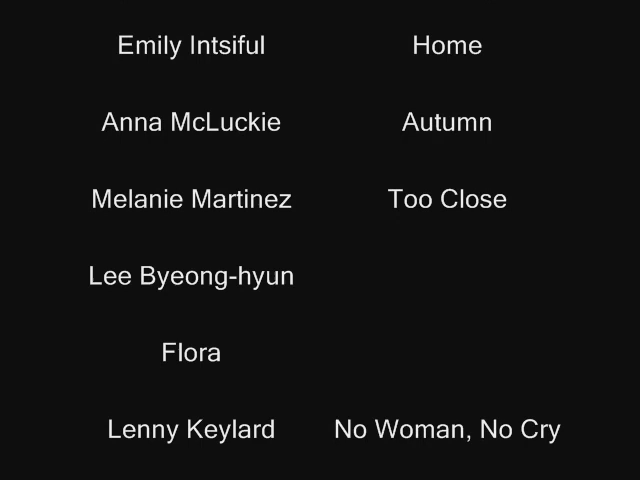 Emily Intsiful Home
Anna McLuckie Autumn
Melanie Martinez Too Close
Lee Byeong-hyun
Flora
Lenny Keylard No Woman, No Cry